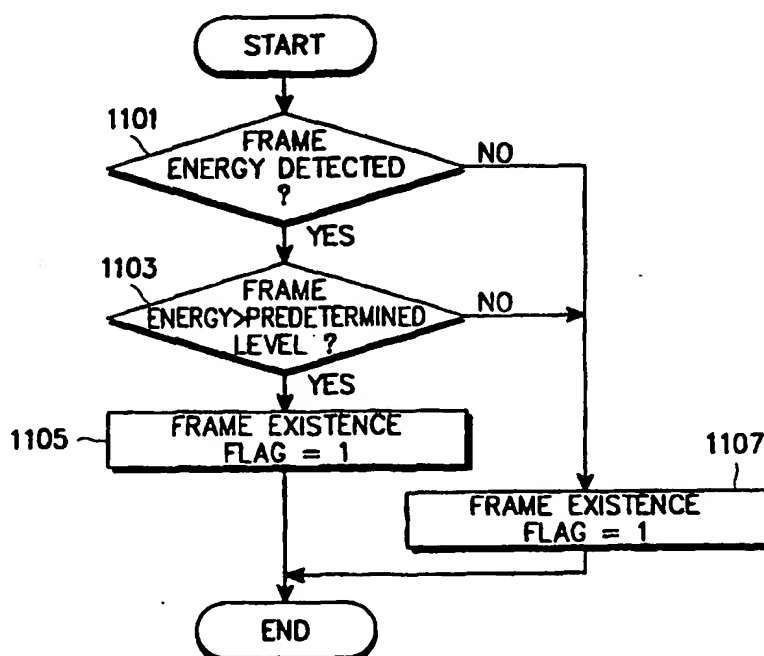 START
1101
FRAME
ENERGY DETECTED
?
NO
YES
1103
FRAME
ENERGY>PREDETERMINED
LEVEL ?
NO
YES
1105
FRAME EXISTENCE
FLAG = 1
1107
FRAME EXISTENCE
FLAG = 1
END